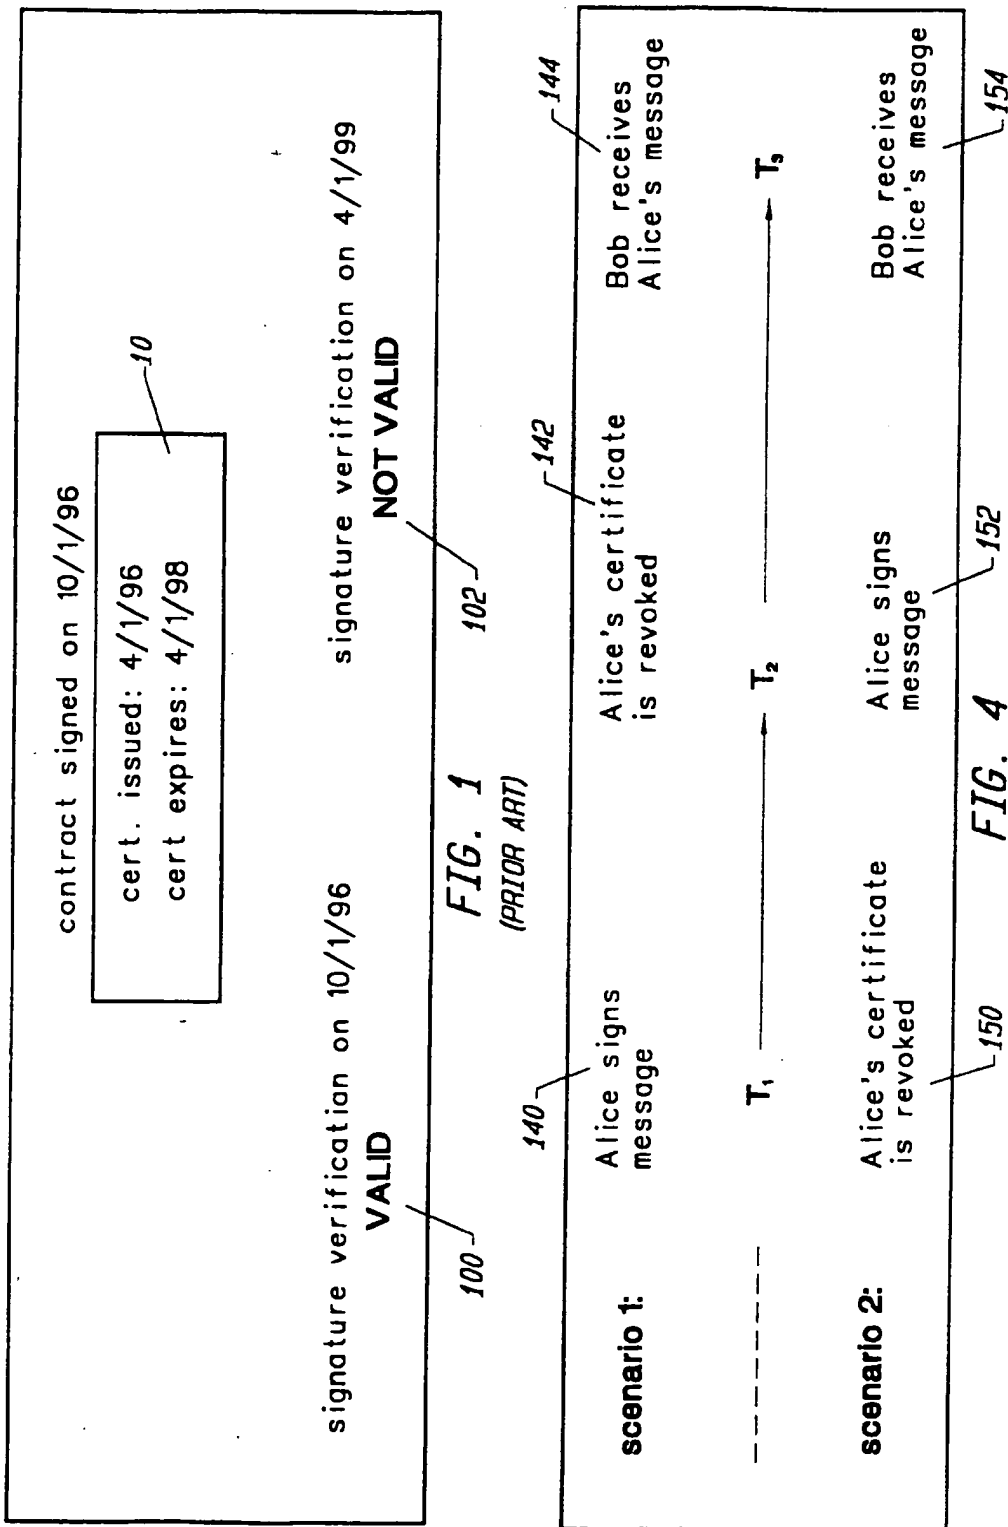 contract signed on 10/1/96
10
cert. issued: 4/1/96
cert expires: 4/1/98
signature verification on 10/1/96
VALID
signature verification on 4/1/99
NOT VALID
100
102
FIG. 1
(PRIOR ART)
140
142
144
scenario 1:
Alice signs
message
Alice's certificate
is revoked
Bob receives
Alice's message
T₁
T₂
T₃
scenario 2:
Alice's certificate
is revoked
Alice signs
message
Bob receives
Alice's message
150
152
154
FIG. 4